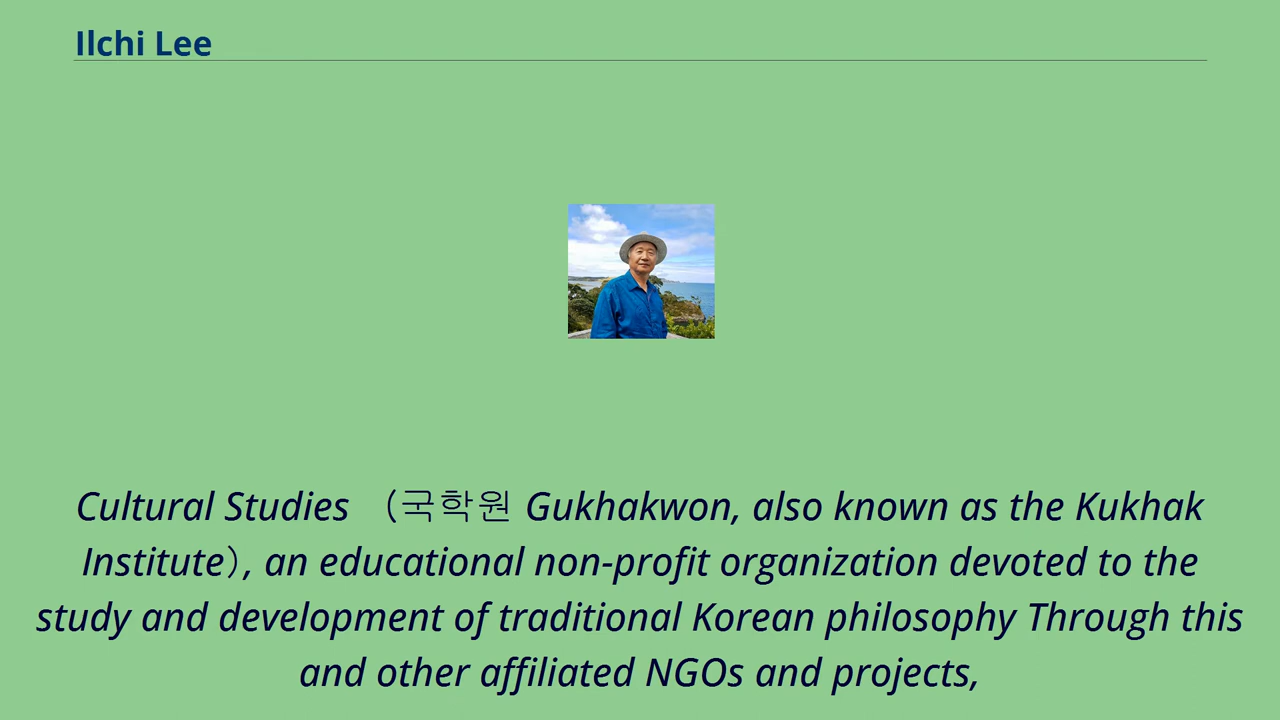 Ilchi Lee
Cultural Studies （국학원 Gukhakwon, also known as the Kukhak
Institute）, an educational non-profit organization devoted to the
study and development of traditional Korean philosophy Through this
and other affiliated NGOs and projects,